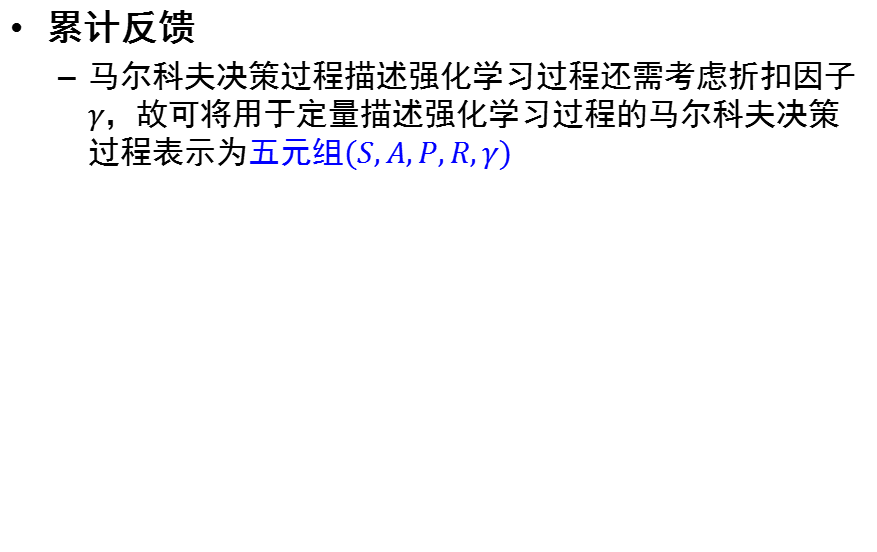 • 累计反馈
– 马尔科夫决策过程描述强化学习过程还需考虑折扣因子
γ，故可将用于定量描述强化学习过程的马尔科夫决策
过程表示为五元组(S, A, P, R, γ)